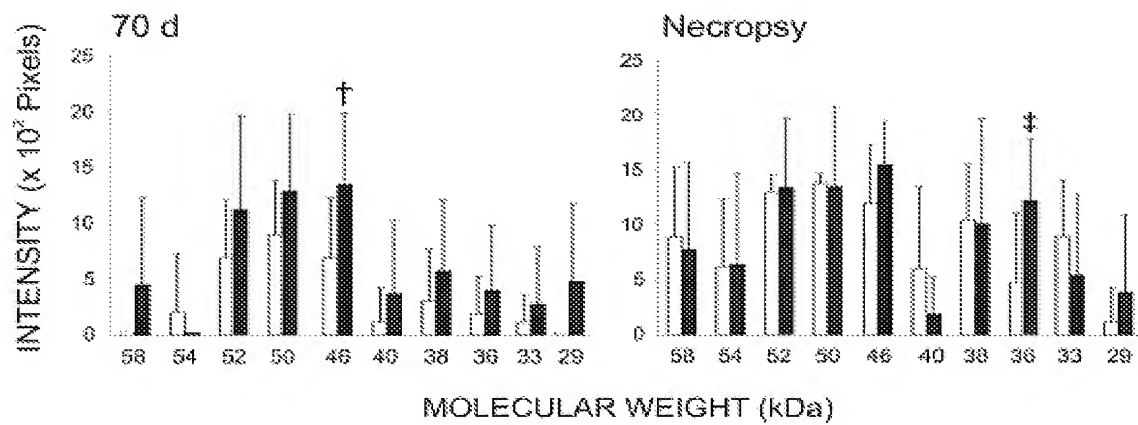 70 d
Necropsy
INTENSITY (x 10² Pixels)
25
20
15
10
5
0
†
58 54 52 50 46 40 38 36 33 29
25
20
15
10
5
0
‡
58 54 52 50 46 40 38 36 33 29
MOLECULAR WEIGHT (kDa)